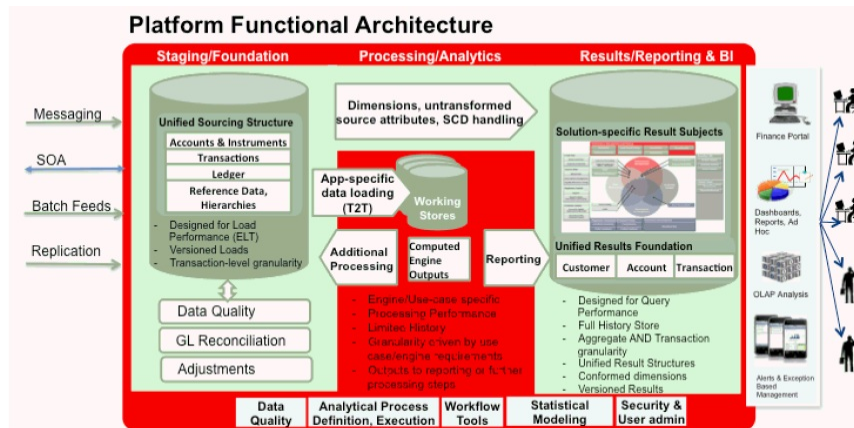 Platform Functional Architecture
Staging/Foundation
Processing/Analytics
Results/Reporting & BI
Messaging
SOA
Batch Feeds
Replication
Unified Sourcing Structure
Accounts & Instruments
Transactions
Ledger
Reference Data,
Hierarchies
- Designed for Load
Performance (ELT)
- Versioned Loads
- Transaction-level granularity
Data Quality
GL Reconciliation
Adjustments
Dimensions, untransformed
source attributes, SCD handling
App-specific
data loading
(T2T)
Working
Stores
Additional
Processing
Computed
Engine
Outputs
Reporting
- Engine/Use-case specific
- Processing Performance
- Limited History
- Granularity driven by use
case/engine requirements
- Outputs to reporting or further
processing steps
Solution-specific Result Subjects
Unified Results Foundation
Customer
Account
Transaction
- Designed for Query
Performance
- Full History Store
- Aggregate AND Transaction
granularity
- Unified Result Structures
- Conformed dimensions
- Versioned Results
Finance Portal
Dashboards,
Reports, Ad
Hoc
OLAP Analysis
Alerts & Exception
Based
Management
Data
Quality
Analytical Process
Definition, Execution
Workflow
Tools
Statistical
Modeling
Security &
User admin